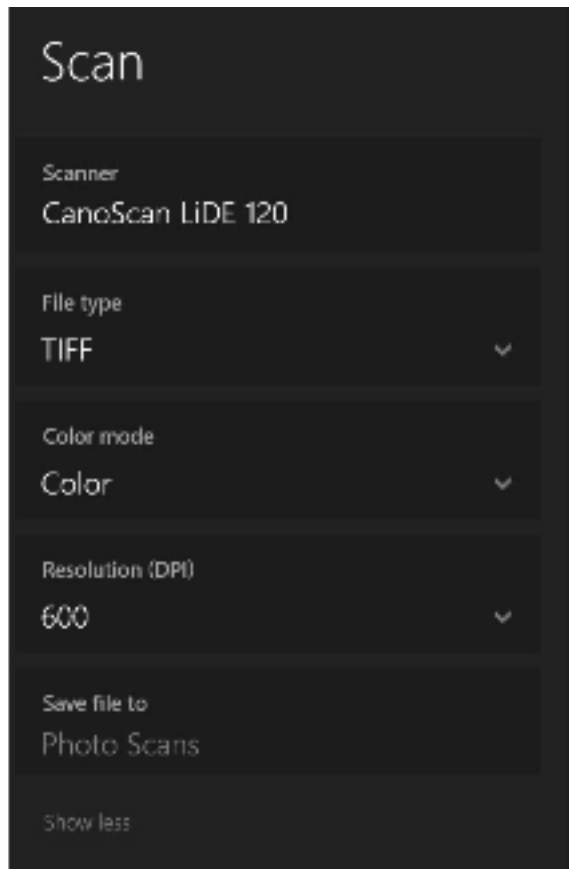 Scan
Scanner
CanoScan LiDE 120
File type
TIFF
Color mode
Color
Resolution (DPI)
600
Save file to
Photo Scans
Show less